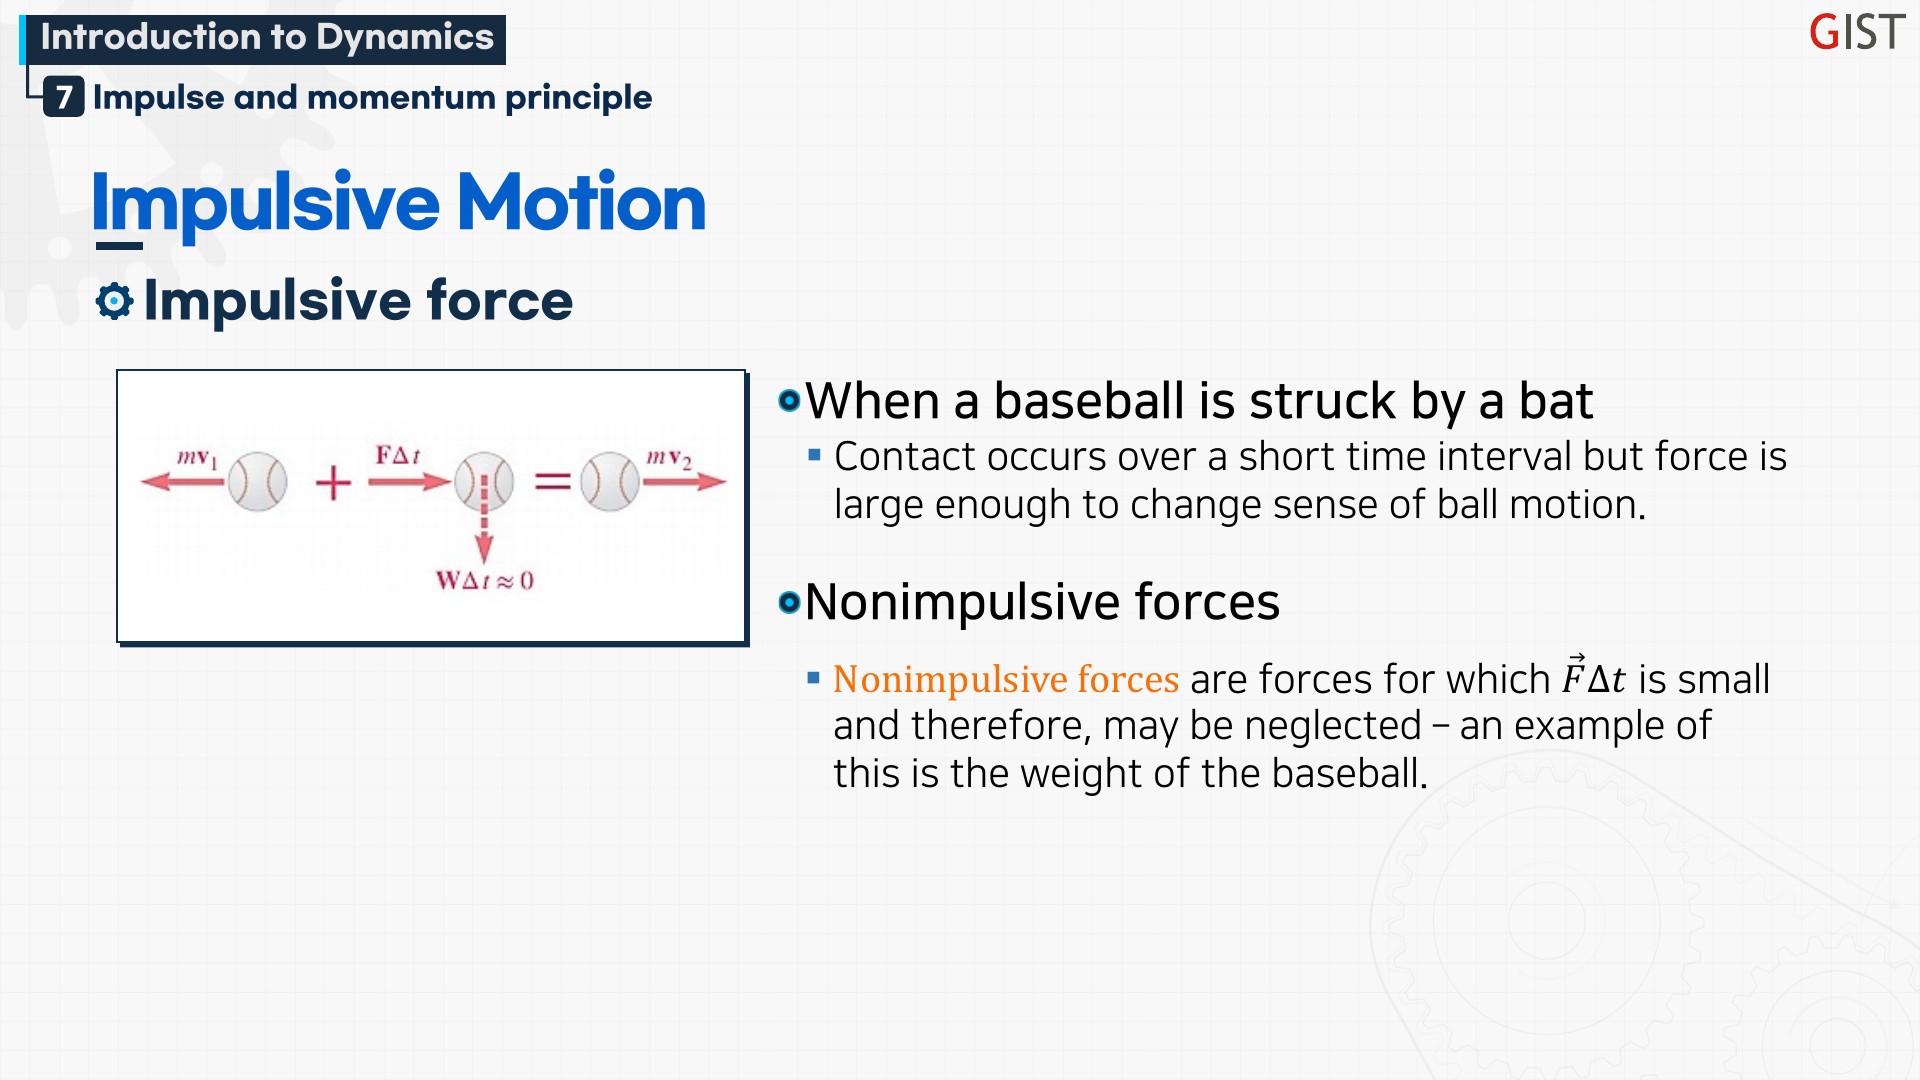 Introduction to Dynamics
GIST
7 Impulse and momentum principle
Impulsive Motion
Impulsive force
mv₁
+
FΔt
WΔt≈0
=
mv₂
When a baseball is struck by a bat
Contact occurs over a short time interval but force is
large enough to change sense of ball motion.
Nonimpulsive forces
Nonimpulsive forces are forces for which F⃗Δt is small
and therefore, may be neglected – an example of
this is the weight of the baseball.